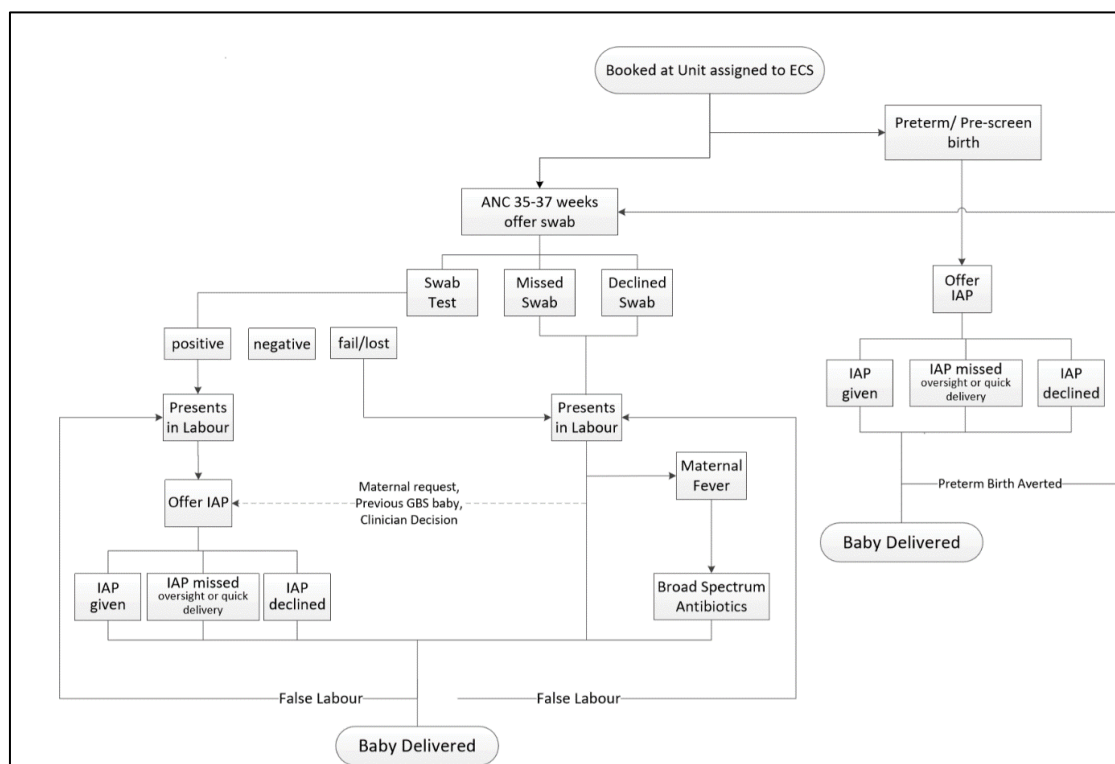 Booked at Unit assigned to ECS
Preterm/ Pre-screen
birth
ANC 35-37 weeks
offer swab
Swab
Test
Missed
Swab
Declined
Swab
Offer
IAP
positive
negative
fail/lost
IAP
given
IAP missed
oversight or quick
delivery
IAP
declined
Presents
in Labour
Presents
in Labour
Maternal
Fever
Offer IAP
Maternal request,
Previous GBS baby,
Clinician Decision
Preterm Birth Averted
Baby Delivered
IAP
given
IAP missed
oversight or quick
delivery
IAP
declined
Broad Spectrum
Antibiotics
False Labour
False Labour
Baby Delivered